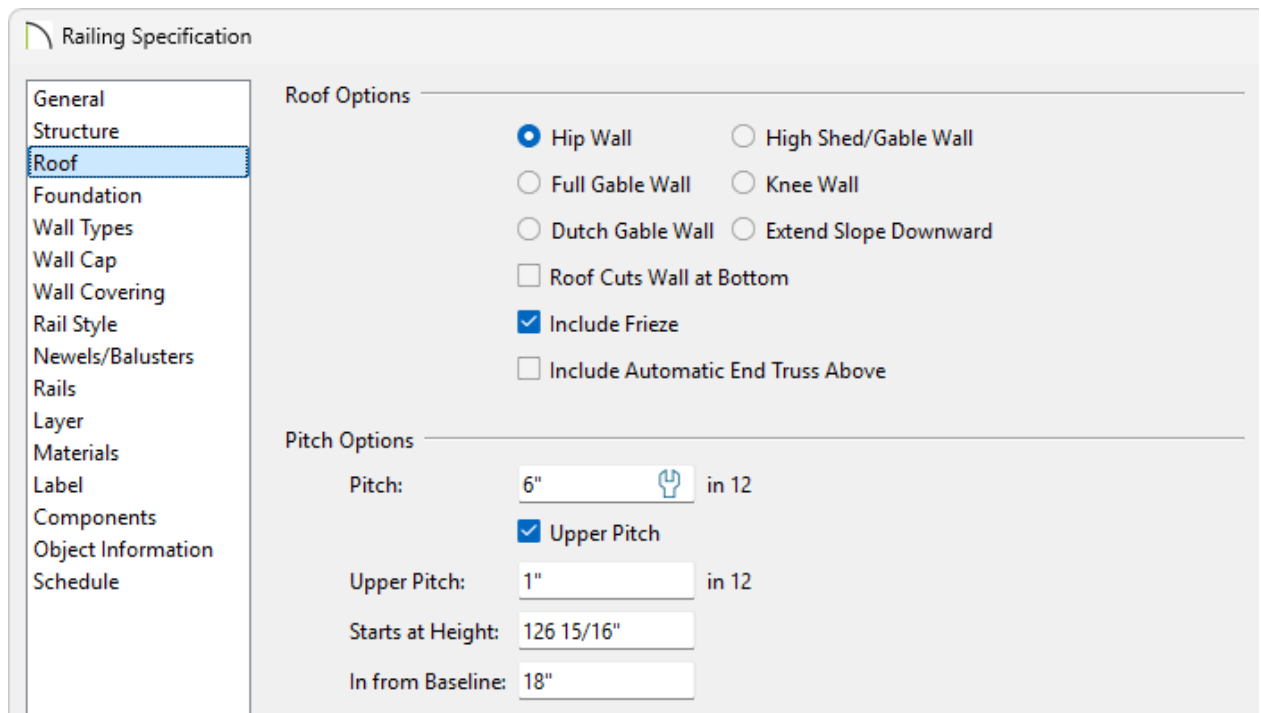 Railing Specification
General
Structure
Roof
Foundation
Wall Types
Wall Cap
Wall Covering
Rail Style
Newels/Balusters
Rails
Layer
Materials
Label
Components
Object Information
Schedule
Roof Options
Hip Wall High Shed/Gable Wall
Full Gable Wall Knee Wall
Dutch Gable Wall Extend Slope Downward
Roof Cuts Wall at Bottom
Include Frieze
Include Automatic End Truss Above
Pitch Options
Pitch: 6" in 12
Upper Pitch
Upper Pitch: 1" in 12
Starts at Height: 126 15/16"
In from Baseline: 18"